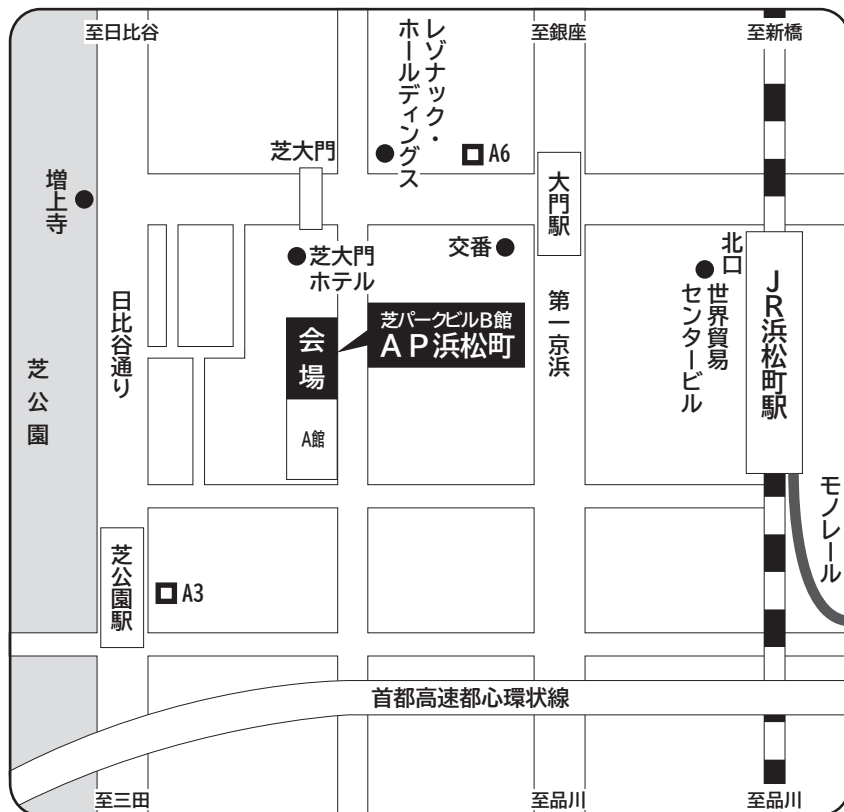 至日比谷
至銀座
至新橋
レゾナック・
ホールディングス
芝大門
A6
増上寺
大門駅
芝大門
ホテル
交番
北口
世界貿易
センタービル
JR浜松町駅
日比谷通り
会場
芝パークビルB館
AP浜松町
第一京浜
芝公園
A館
モノレール
芝公園駅
A3
首都高速都心環状線
至三田
至品川
至品川